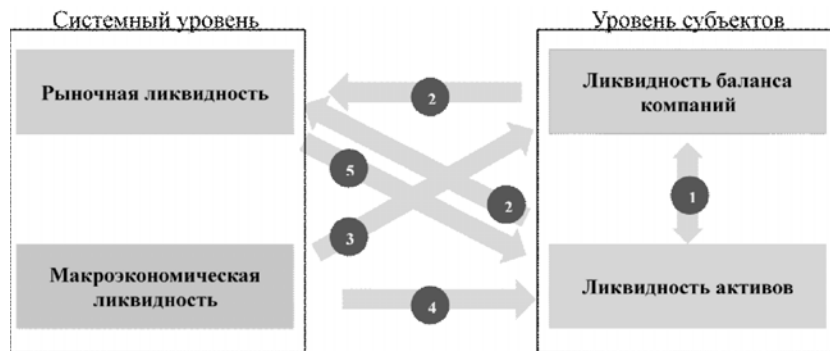 Системный уровень
Уровень субъектов
Рыночная ликвидность
2
Ликвидность баланса
компаний
5
2
1
3
Макроэкономическая
ликвидность
4
Ликвидность активов